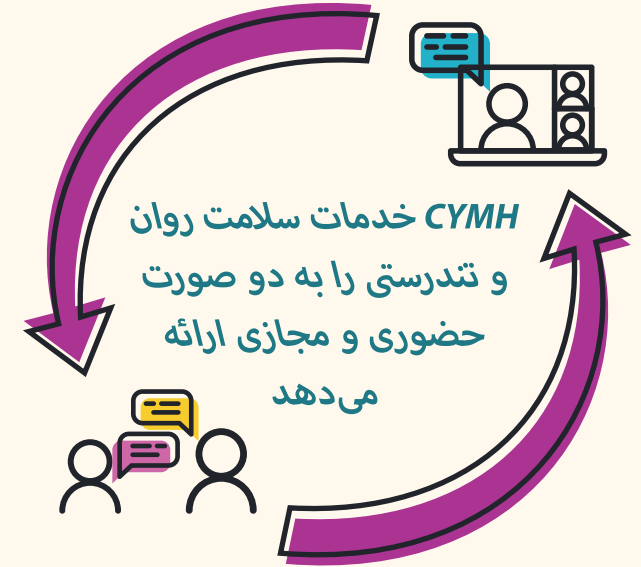 CYMH خدمات سلامت روان
و تندرستی را به دو صورت
حضوری و مجازی ارائه
می‌دهد